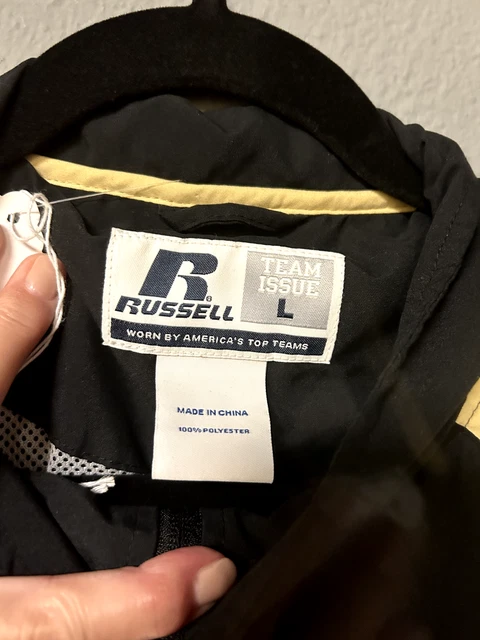 TEAM
ISSUE
L
R
RUSSELL
WORN BY AMERICA'S TOP TEAMS
MADE IN CHINA
100% POLYESTER